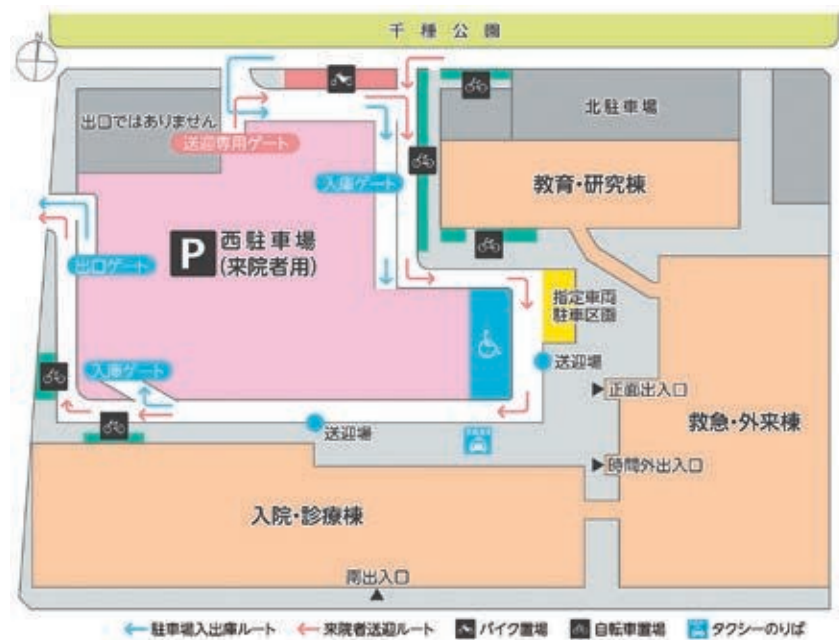 千種公園
N
出口ではありません
送迎専用ゲート
北駐車場
入庫ゲート
教育・研究棟
P 西駐車場
(来院者用)
出口ゲート
指定車両
駐車区画
入庫ゲート
送迎場
正面出入口
救急・外来棟
送迎場
時間外出入口
入院・診療棟
南出入口
駐車場入出庫ルート
来院者送迎ルート
バイク置場
自転車置場
タクシーのりば